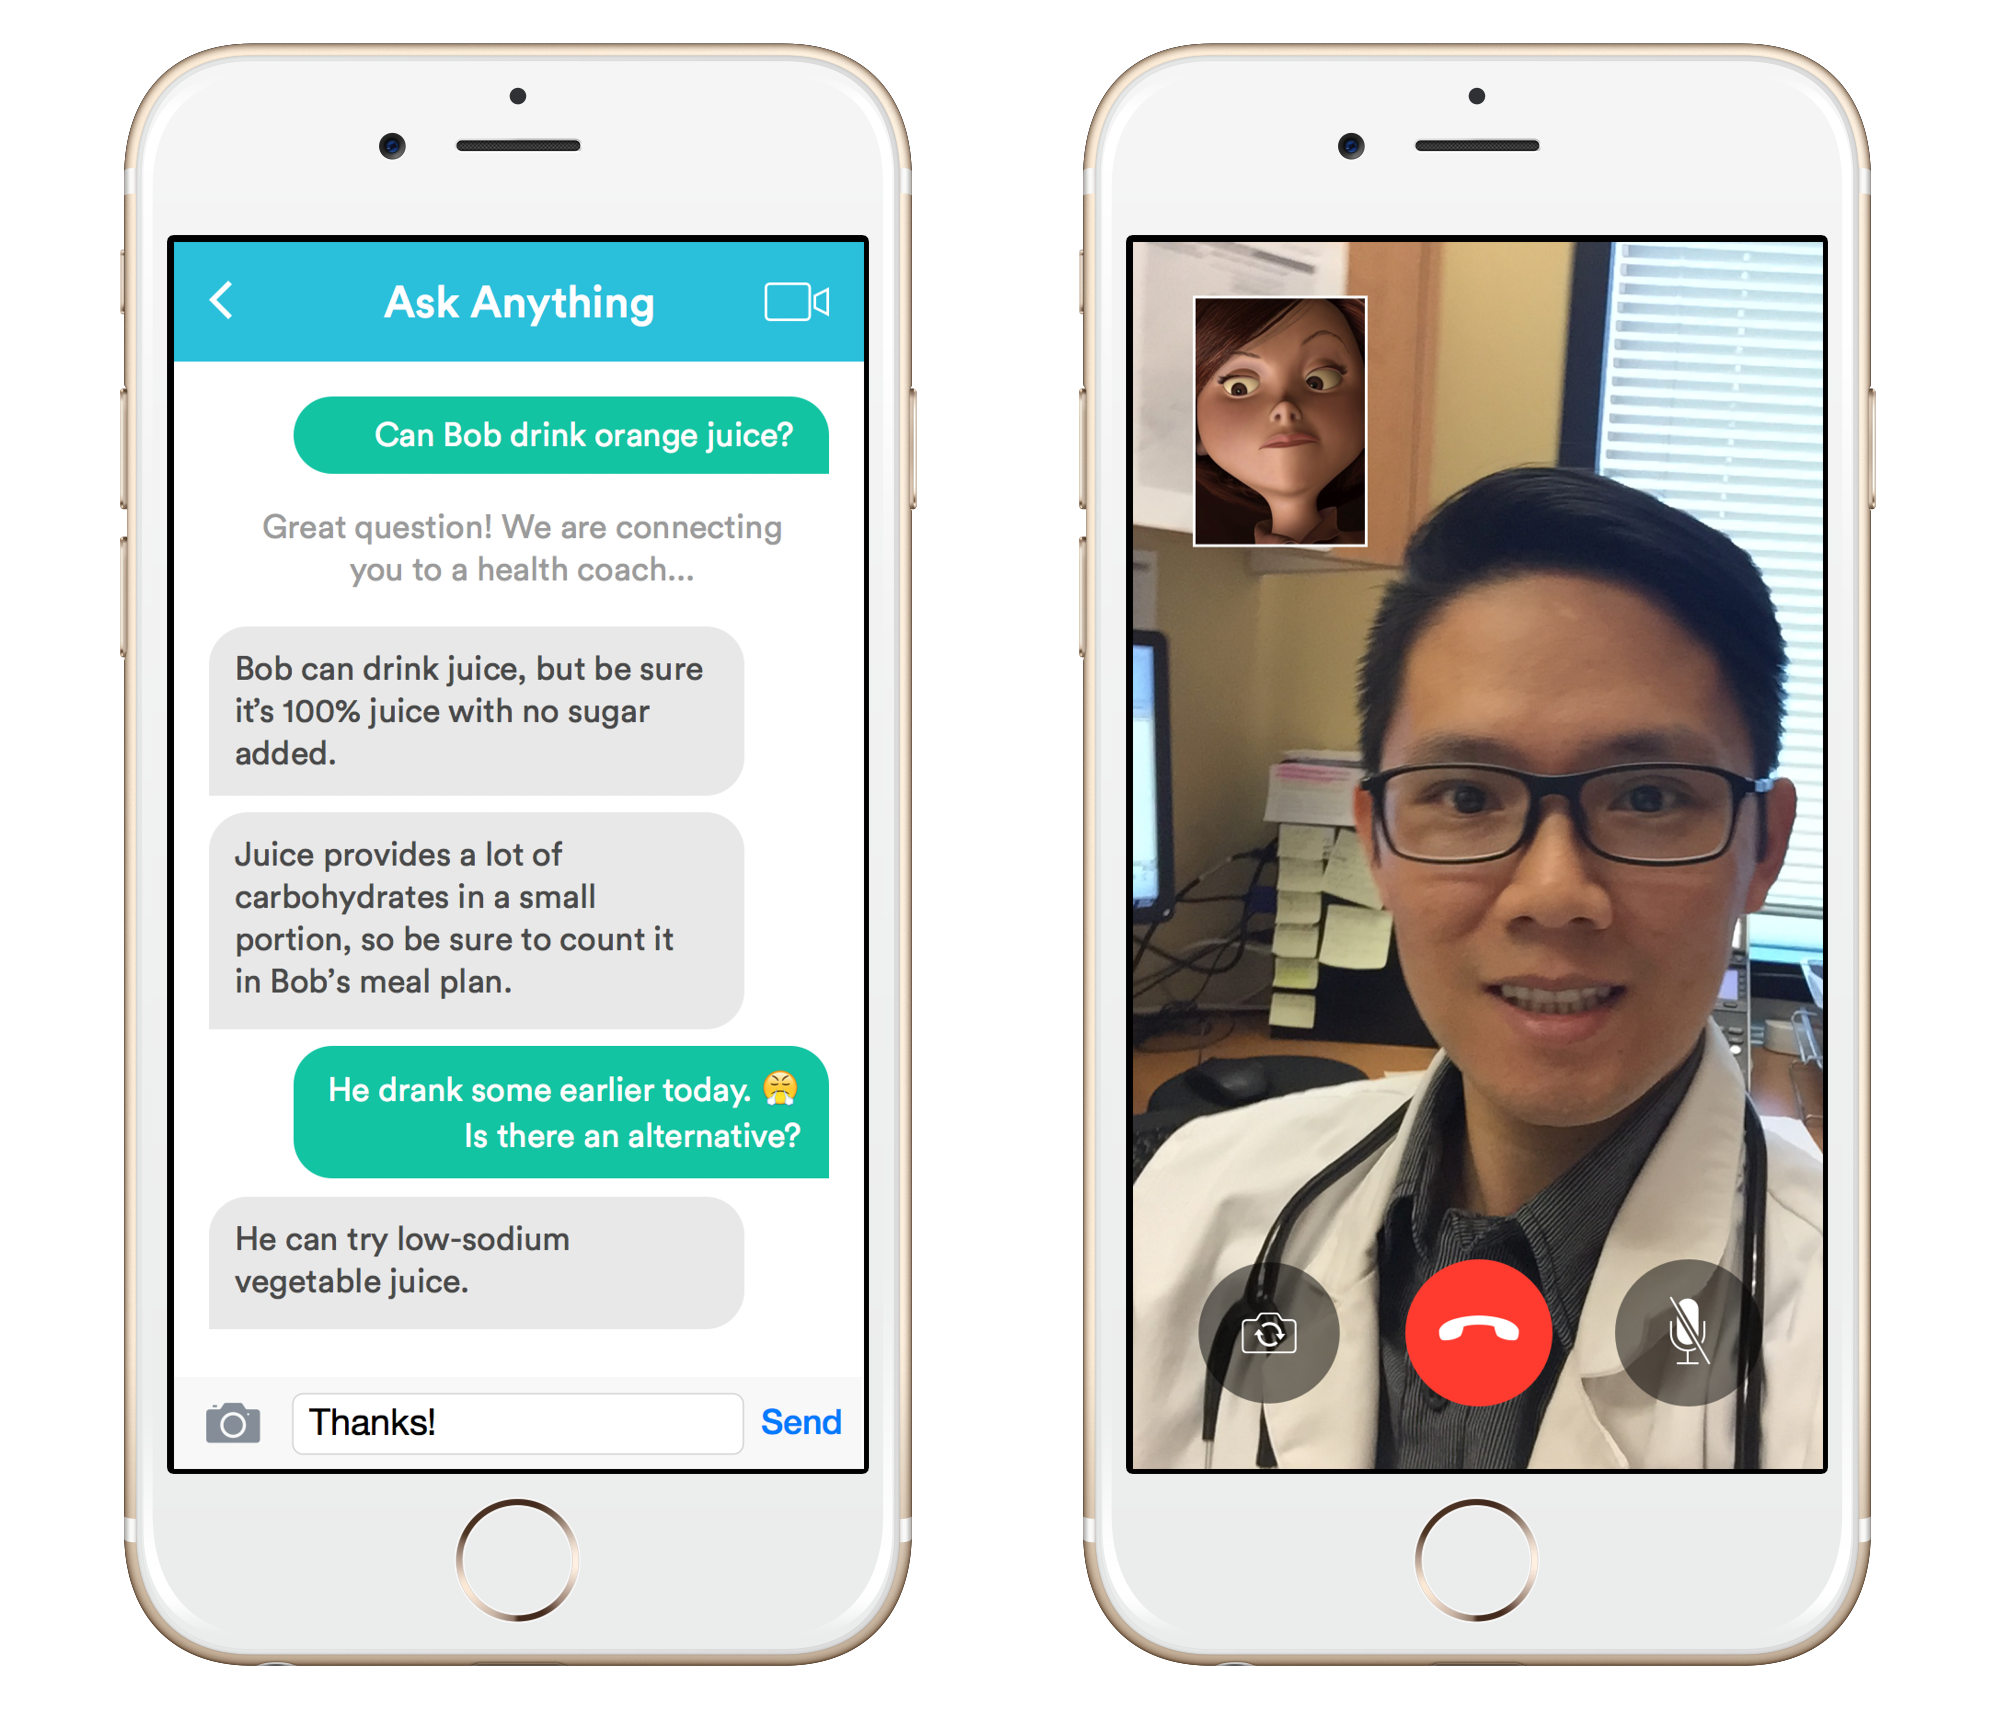 Ask Anything
Can Bob drink orange juice?
Great question! We are connecting
you to a health coach...
Bob can drink juice, but be sure
it’s 100% juice with no sugar
added.
Juice provides a lot of
carbohydrates in a small
portion, so be sure to count it
in Bob’s meal plan.
He drank some earlier today. 😤
Is there an alternative?
He can try low-sodium
vegetable juice.
Thanks!
Send